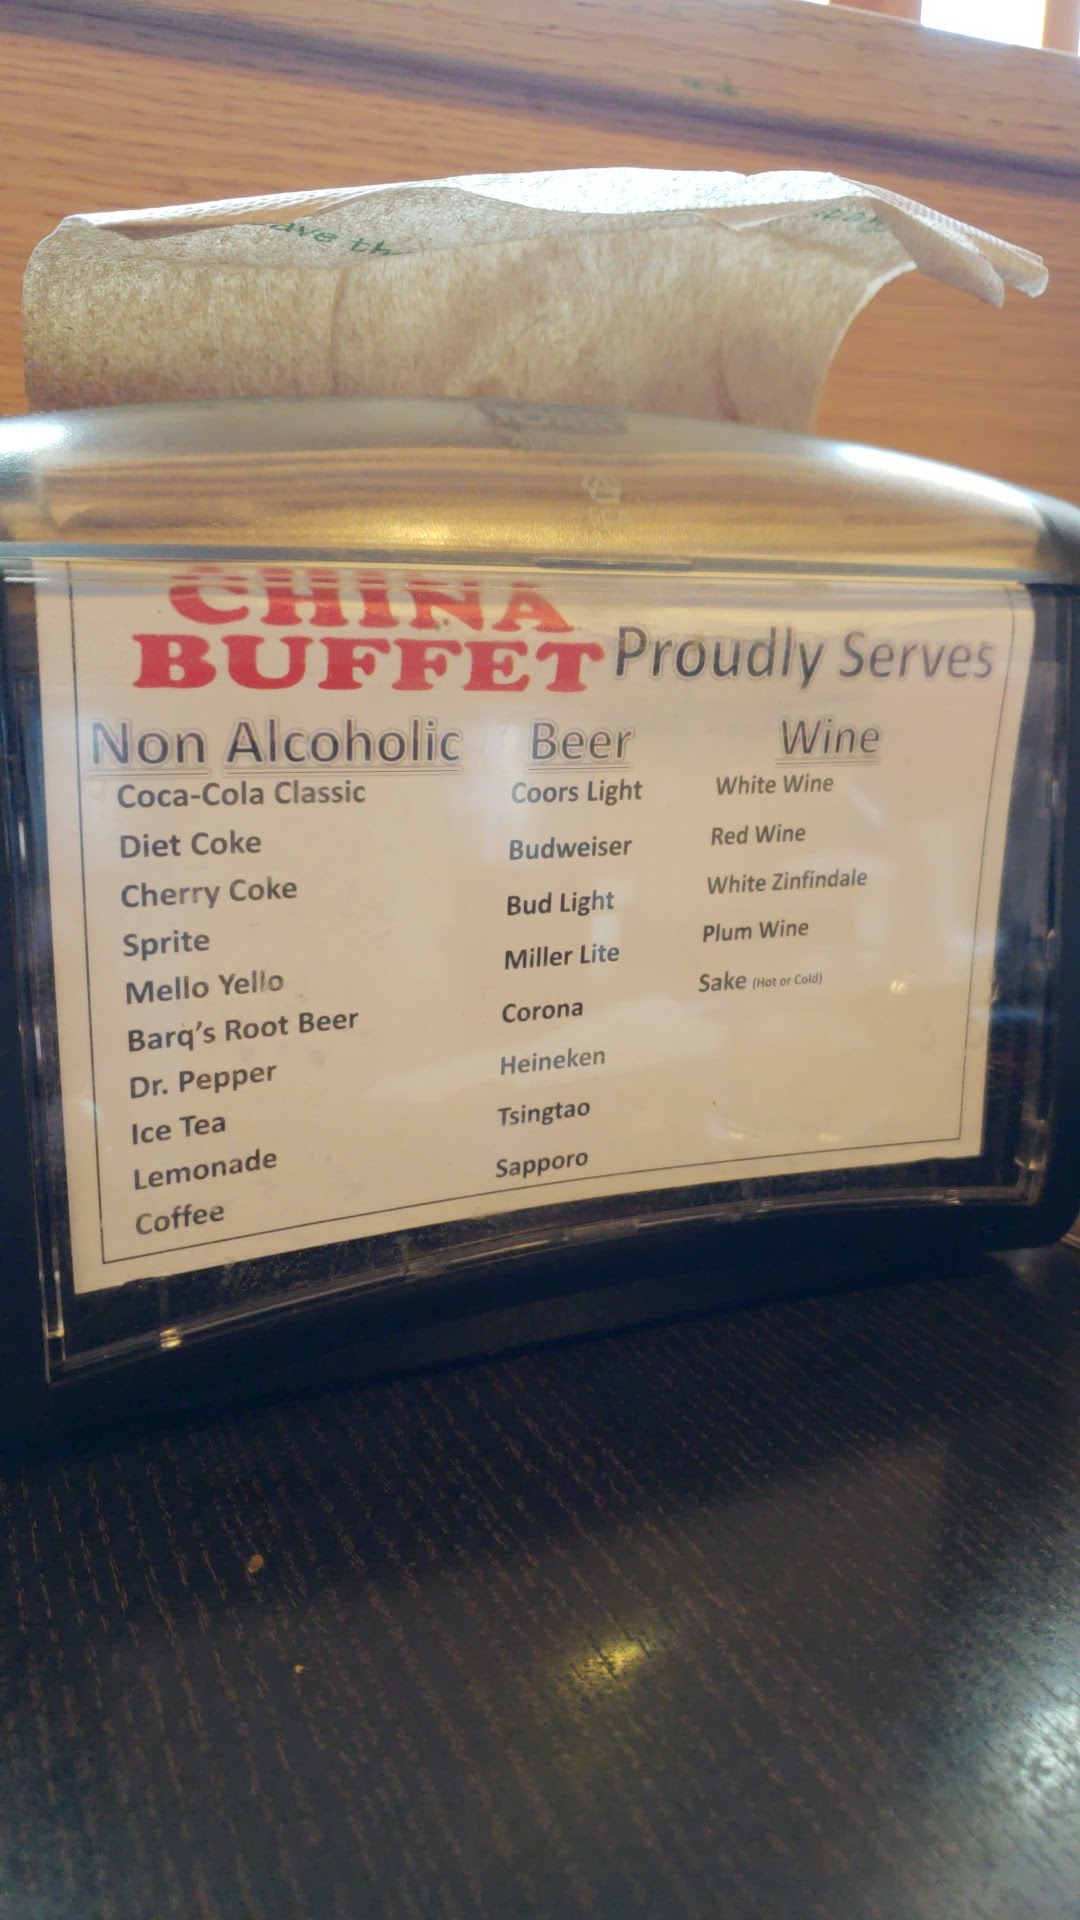 ave th
CHINA
BUFFET Proudly Serves
Non Alcoholic
Coca-Cola Classic
Diet Coke
Cherry Coke
Sprite
Mello Yello
Barq's Root Beer
Dr. Pepper
Ice Tea
Lemonade
Coffee
Beer
Coors Light
Budweiser
Bud Light
Miller Lite
Corona
Heineken
Tsingtao
Sapporo
Wine
White Wine
Red Wine
White Zinfindale
Plum Wine
Sake (Hot or Cold)